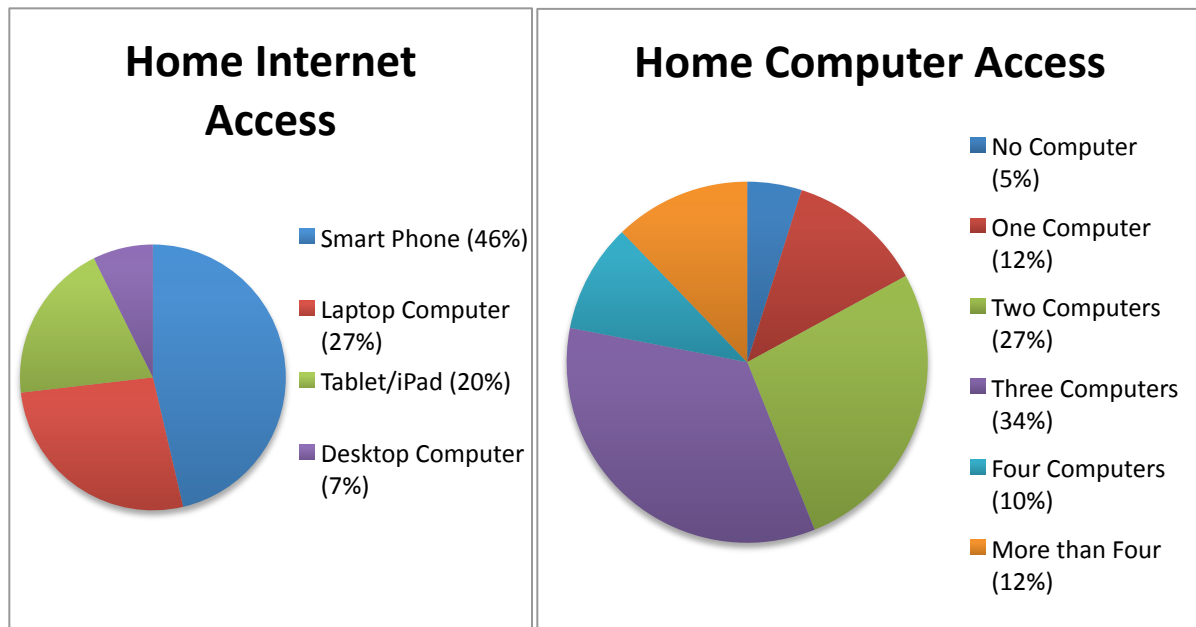 Home Internet
Access
Smart Phone (46%)
Laptop Computer
(27%)
Tablet/iPad (20%)
Desktop Computer
(7%)
Home Computer Access
No Computer
(5%)
One Computer
(12%)
Two Computers
(27%)
Three Computers
(34%)
Four Computers
(10%)
More than Four
(12%)